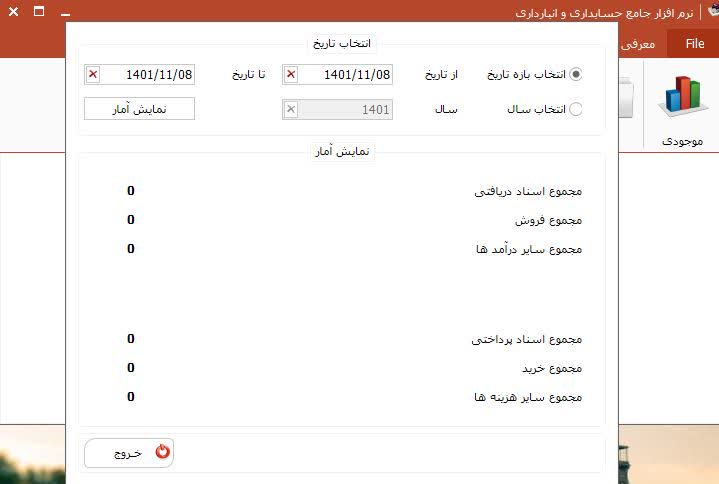 نرم افزار جامع حسابداری و انبارداری
File
معرفی
موجودی
انتخاب تاریخ
انتخاب بازه تاریخ
از تاریخ
1401/11/08
تا تاریخ
1401/11/08
انتخاب سال
سال
1401
نمایش آمار
نمایش آمار
مجموع اسناد دریافتی 0
مجموع فروش 0
مجموع سایر درآمد ها 0
مجموع اسناد پرداختی 0
مجموع خرید 0
مجموع سایر هزینه ها 0
خروج